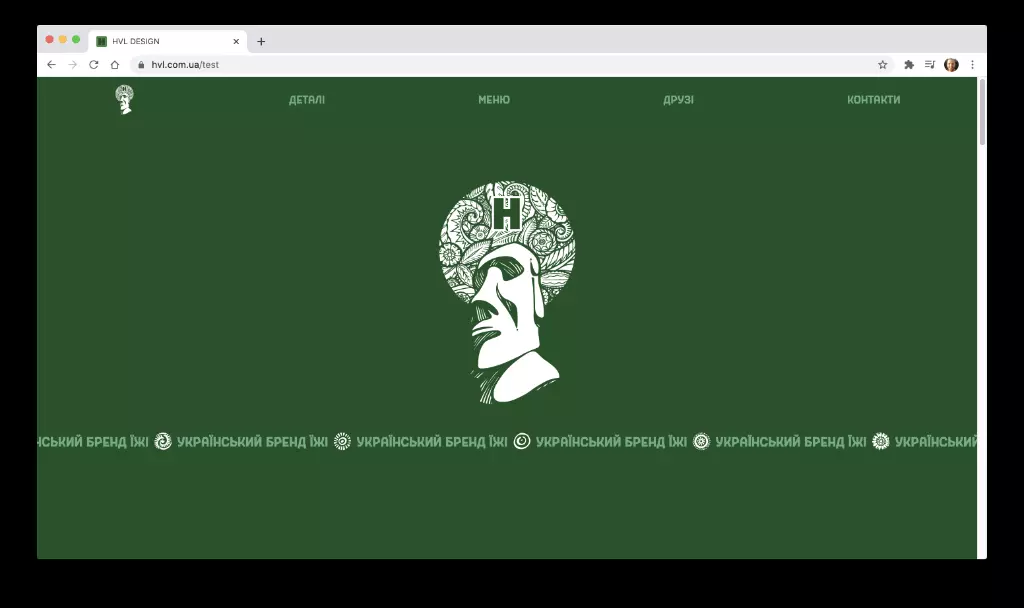 HVL DESIGN
hvl.com.ua/test
ДЕТАЛІ
МЕНЮ
ДРУЗІ
КОНТАКТИ
H
НСЬКИЙ БРЕНД ЇЖІ УКРАЇНСЬКИЙ БРЕНД ЇЖІ УКРАЇНСЬКИЙ БРЕНД ЇЖІ УКРАЇНСЬКИЙ БРЕНД ЇЖІ УКРАЇНСЬКИЙ БРЕНД ЇЖІ УКРАЇНСЬКИЙ